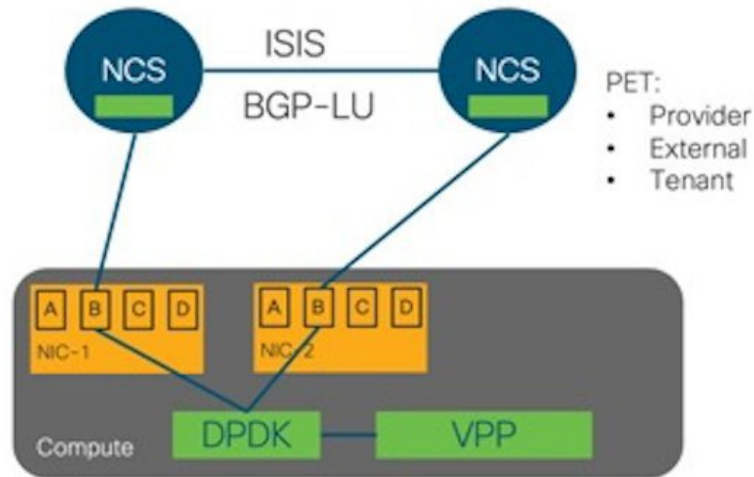 ISIS
NCS
NCS
BGP-LU
PET:
• Provider
• External
• Tenant
A B C D
NIC-1
A B C D
NIC-2
DPDK
VPP
Compute